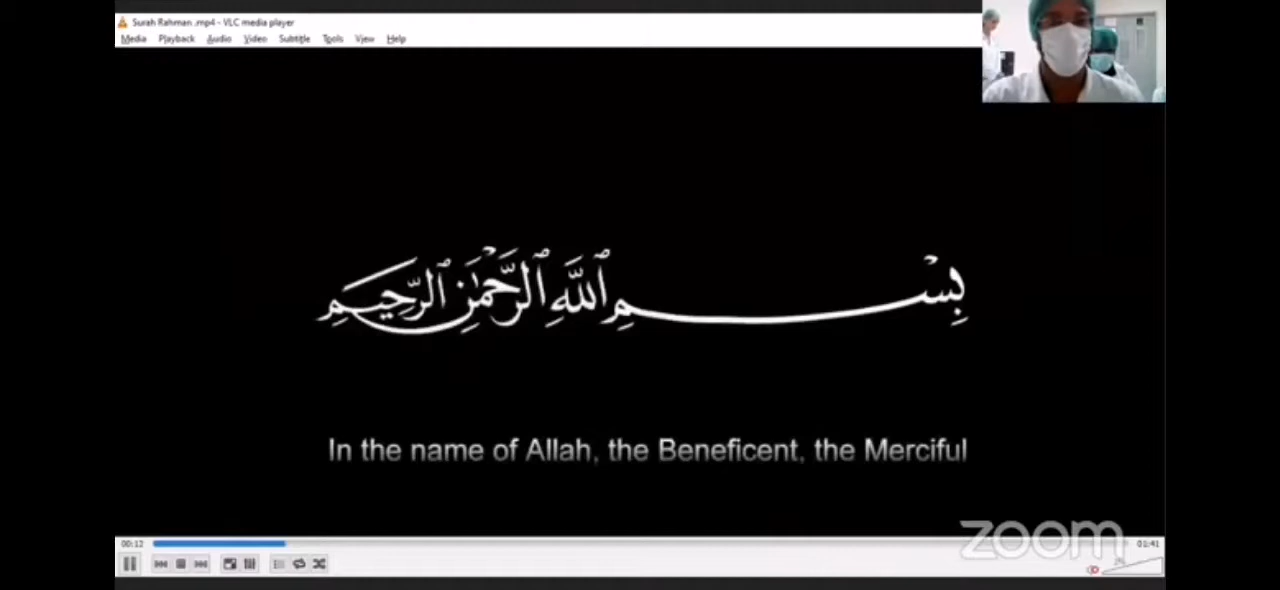 Surah Rahman .mp4 - VLC media player
Media Playback Audio Video Subtitle Tools View Help
بِسْمِ ٱللَّهِ ٱلرَّحْمَٰنِ ٱلرَّحِيمِ
In the name of Allah, the Beneficent, the Merciful
00:12
01:41
zoom